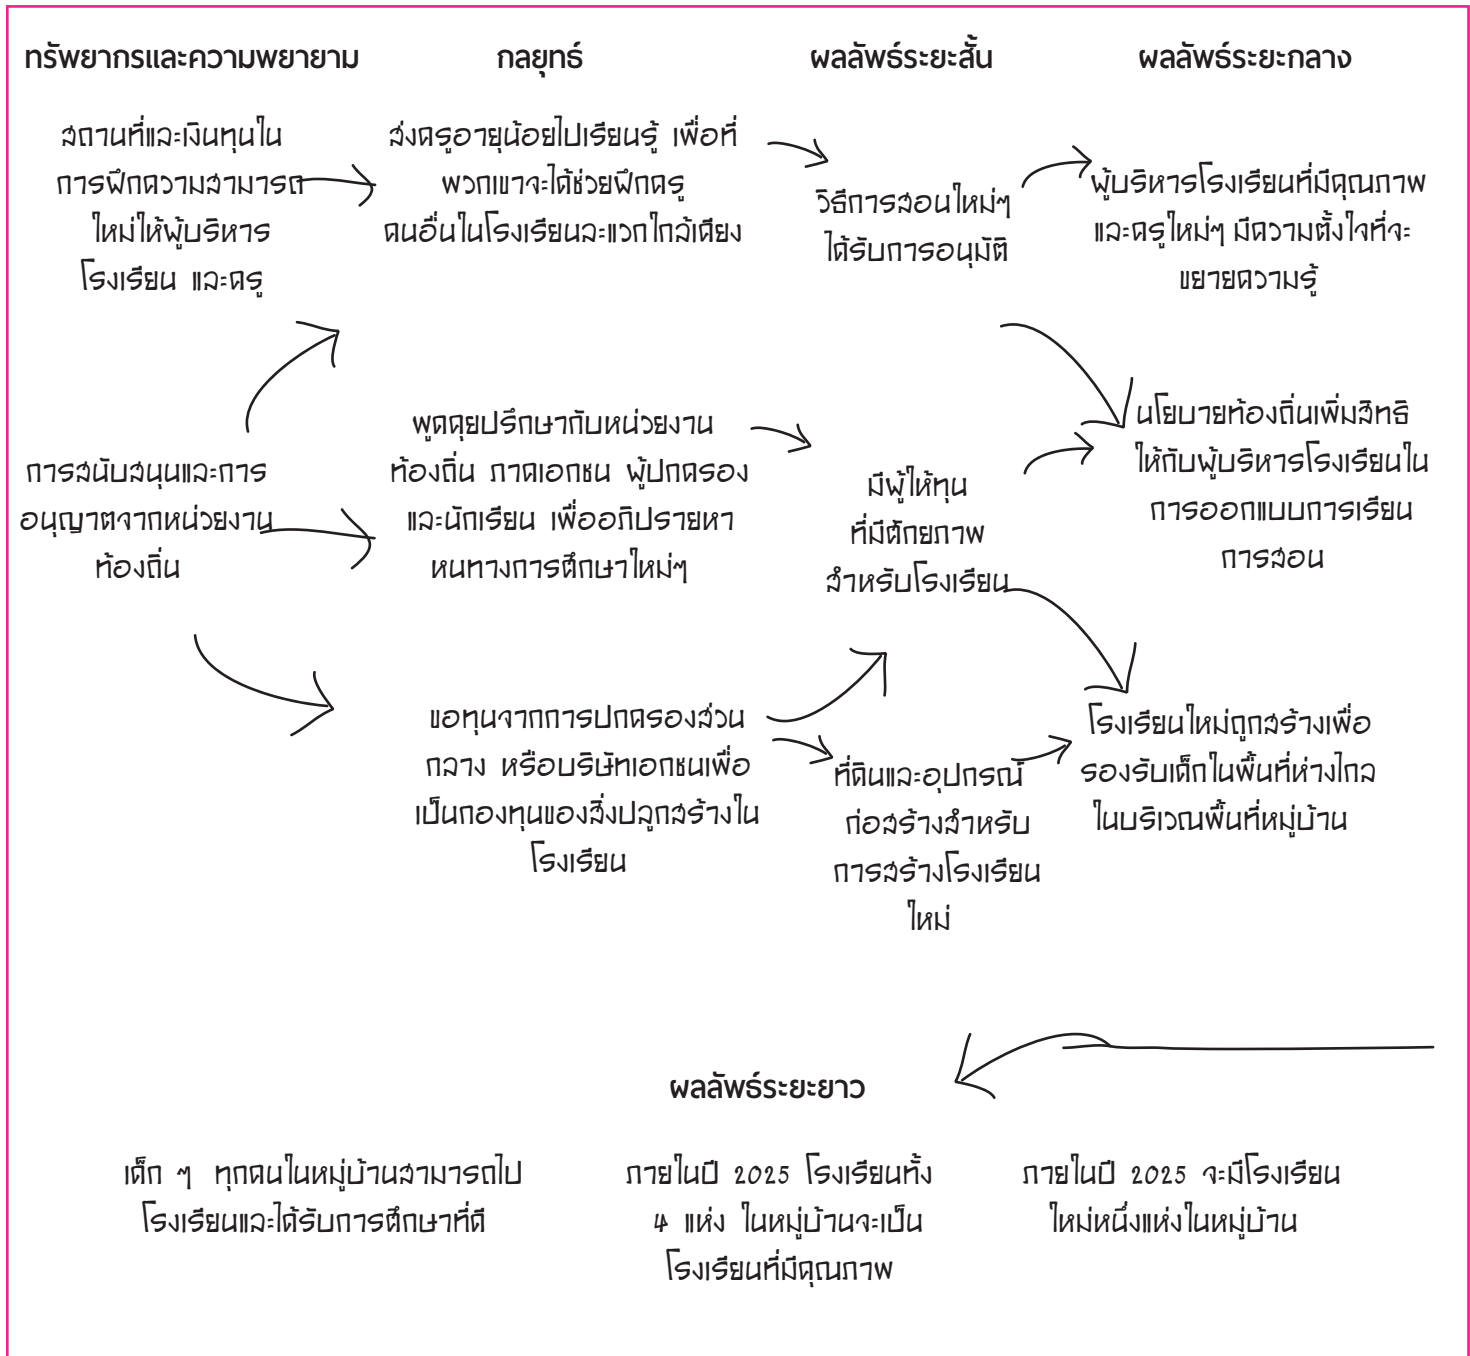 ทรัพยากรและความพยายาม
กลยุทธ์
ผลลัพธ์ระยะสั้น
ผลลัพธ์ระยะกลาง
สถานที่และเงินทุนใน
การฝึกความสามารถ
ใหม่ให้ผู้บริหาร
โรงเรียน และครู
ส่งครูอายุน้อยไปเรียนรู้ เพื่อที่
พวกเขาจะได้ช่วยฝึกครู
คนอื่นในโรงเรียนละแวกใกล้เคียง
วิธีการสอนใหม่ๆ
ได้รับการอนุมัติ
ผู้บริหารโรงเรียนที่มีคุณภาพ
และครูใหม่ๆ มีความตั้งใจที่จะ
ขยายความรู้
การสนับสนุนและการ
อนุญาตจากหน่วยงาน
ท้องถิ่น
พูดคุยปรึกษากับหน่วยงาน
ท้องถิ่น ภาคเอกชน ผู้ปกครอง
และนักเรียน เพื่ออภิปรายหา
หนทางการศึกษาใหม่ๆ
มีผู้ให้ทุน
ที่มีศักยภาพ
สำหรับโรงเรียน
นโยบายท้องถิ่นเพิ่มสิทธิ
ให้กับผู้บริหารโรงเรียนใน
การออกแบบการเรียน
การสอน
ขอทุนจากการปกครองส่วน
กลาง หรือบริษัทเอกชนเพื่อ
เป็นกองทุนของสิ่งปลูกสร้างใน
โรงเรียน
ที่ดินและอุปกรณ์
ก่อสร้างสำหรับ
การสร้างโรงเรียน
ใหม่
โรงเรียนใหม่ถูกสร้างเพื่อ
รองรับเด็กในพื้นที่ห่างไกล
ในบริเวณพื้นที่หมู่บ้าน
ผลลัพธ์ระยะยาว
เด็ก ๆ ทุกคนในหมู่บ้านสามารถไป
โรงเรียนและได้รับการศึกษาที่ดี
ภายในปี 2025 โรงเรียนทั้ง
4 แห่ง ในหมู่บ้านจะเป็น
โรงเรียนที่มีคุณภาพ
ภายในปี 2025 จะมีโรงเรียน
ใหม่หนึ่งแห่งในหมู่บ้าน